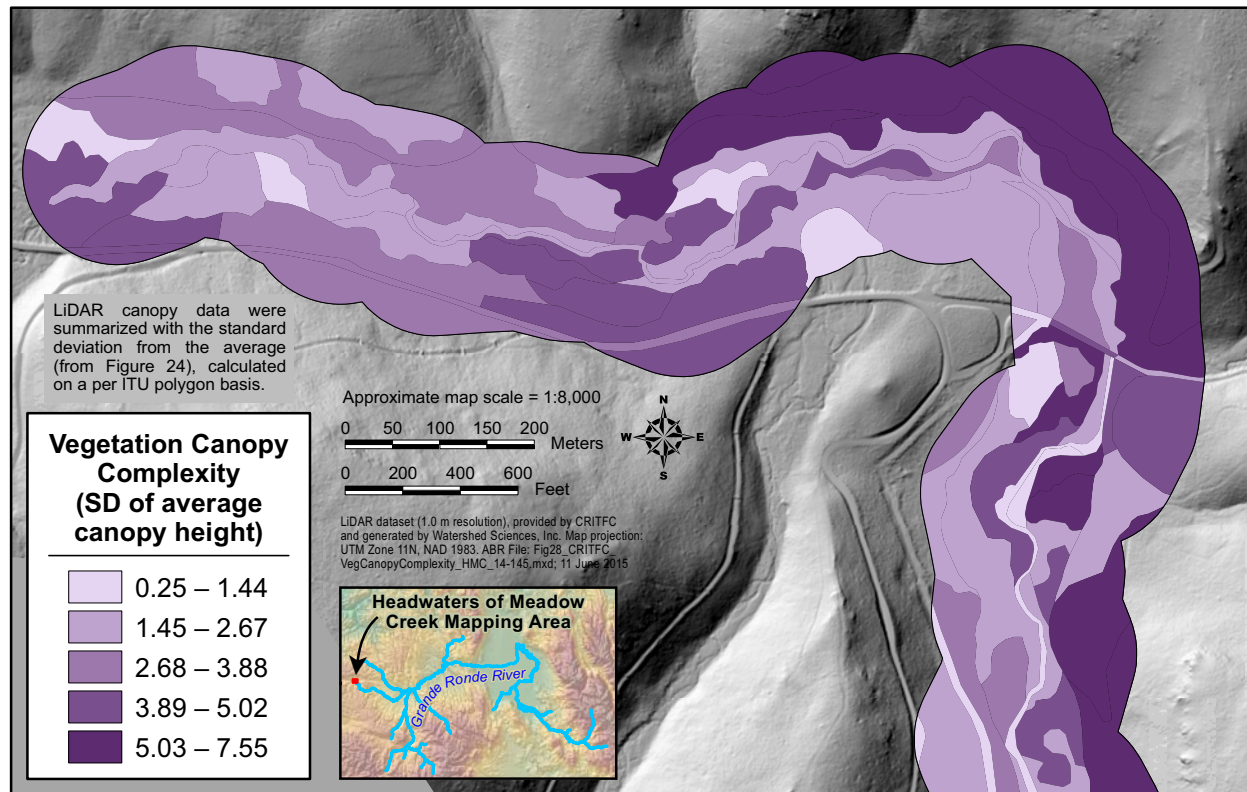 LiDAR canopy data were
summarized with the standard
deviation from the average
(from Figure 24), calculated
on a per ITU polygon basis.
Vegetation Canopy
Complexity
(SD of average
canopy height)
0.25 – 1.44
1.45 – 2.67
2.68 – 3.88
3.89 – 5.02
5.03 – 7.55
Approximate map scale = 1:8,000
0 50 100 150 200
Meters
0 200 400 600
Feet
N
W E
S
LiDAR dataset (1.0 m resolution), provided by CRITFC
and generated by Watershed Sciences, Inc. Map projection:
UTM Zone 11N, NAD 1983. ABR File: Fig28_CRITFC_
VegCanopyComplexity_HMC_14-145.mxd; 11 June 2015
Headwaters of Meadow
Creek Mapping Area
Grande Ronde River